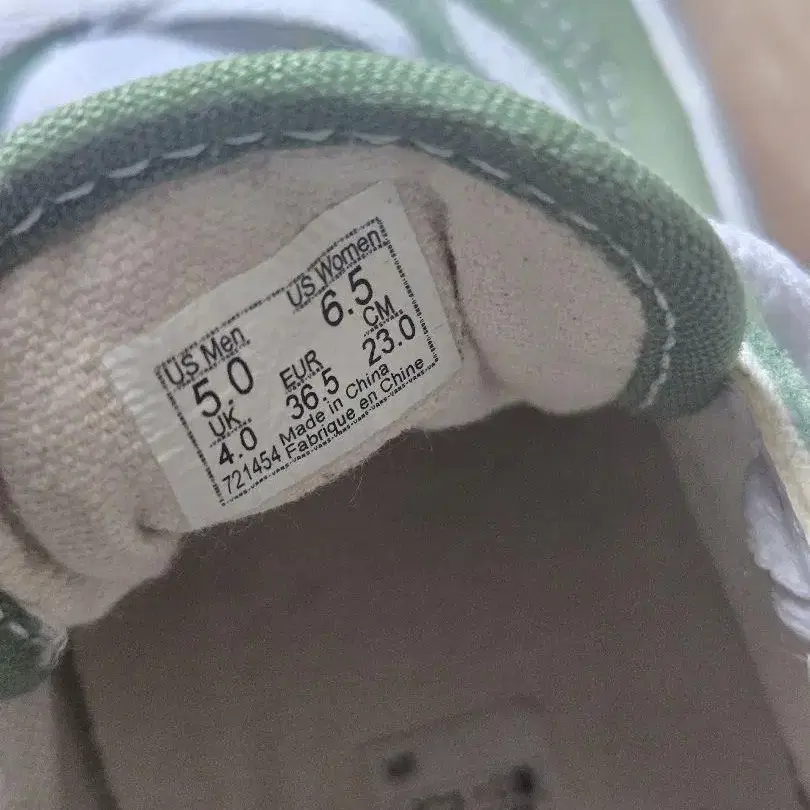 US Men US Women
5.0 6.5
UK EUR CM
4.0 36.5 23.0
721454 Made in China
Fabrique en Chine